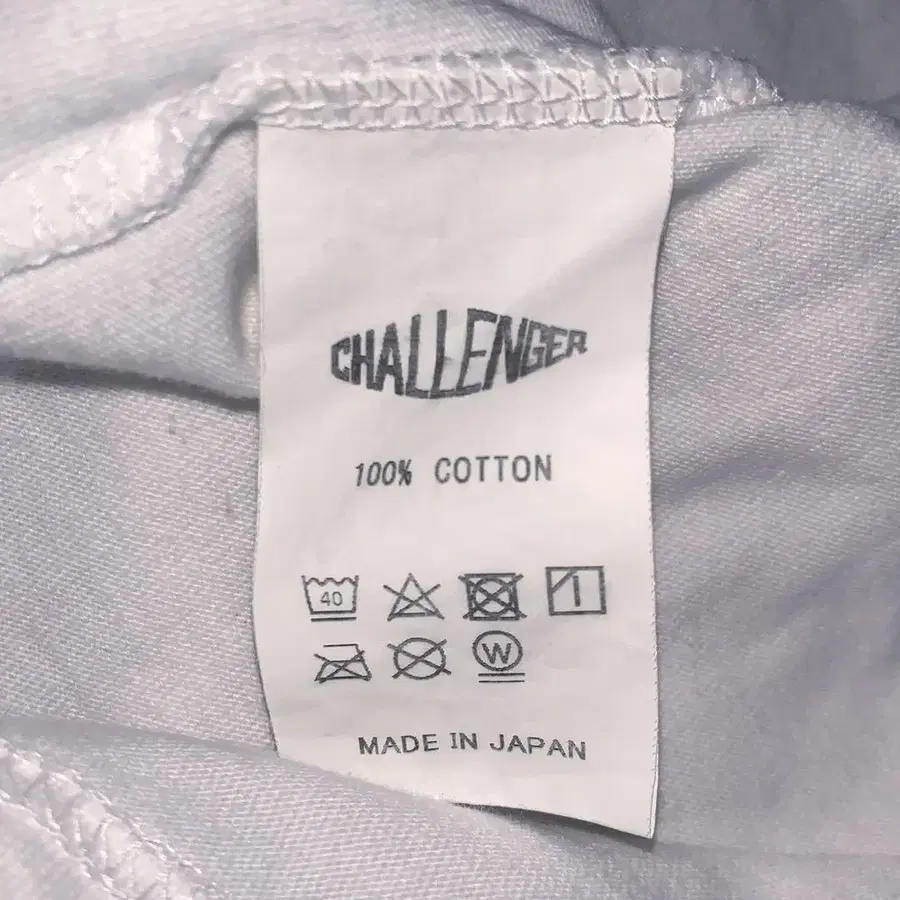 CHALLENGER
100% COTTON
40
W
MADE IN JAPAN